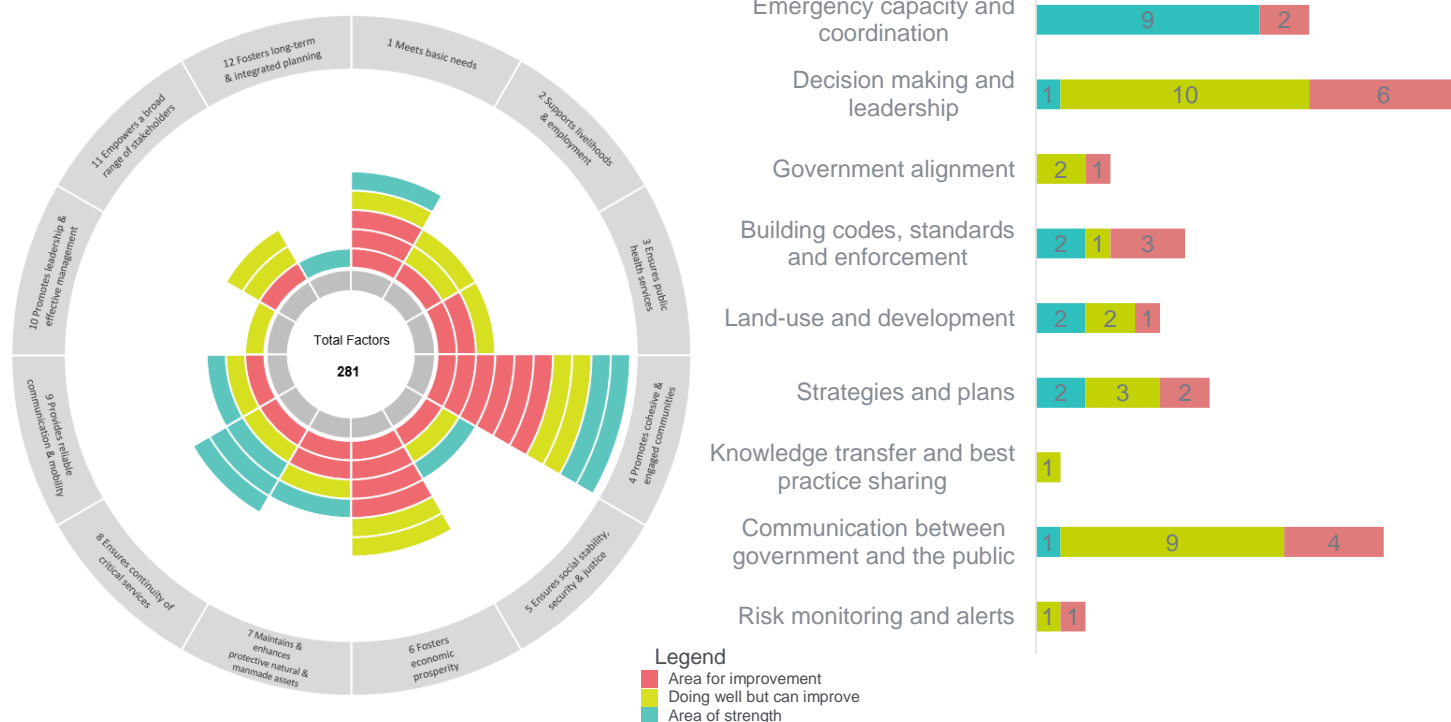 1 Meets basic needs
2 Supports livelihoods
& employment
3 Ensures public
health services
4 Promotes cohesive &
engaged communities
5 Ensures social stability,
security & justice
6 Fosters
economic
prosperity
7 Maintains &
enhances
protective natural &
manmade assets
8 Ensures continuity of
critical services
9 Provides reliable
communication & mobility
10 Promotes leadership &
effective management
11 Empowers a broad
range of stakeholders
12 Fosters long-term
& integrated planning
Total Factors
281
Emergency capacity and
coordination
9 2
Decision making and
leadership
1 10 6
Government alignment
2 1
Building codes, standards
and enforcement
2 1 3
Land-use and development
2 2 1
Strategies and plans
2 3 2
Knowledge transfer and best
practice sharing
1
Communication between
government and the public
1 9 4
Risk monitoring and alerts
1 1
Legend
Area for improvement
Doing well but can improve
Area of strength